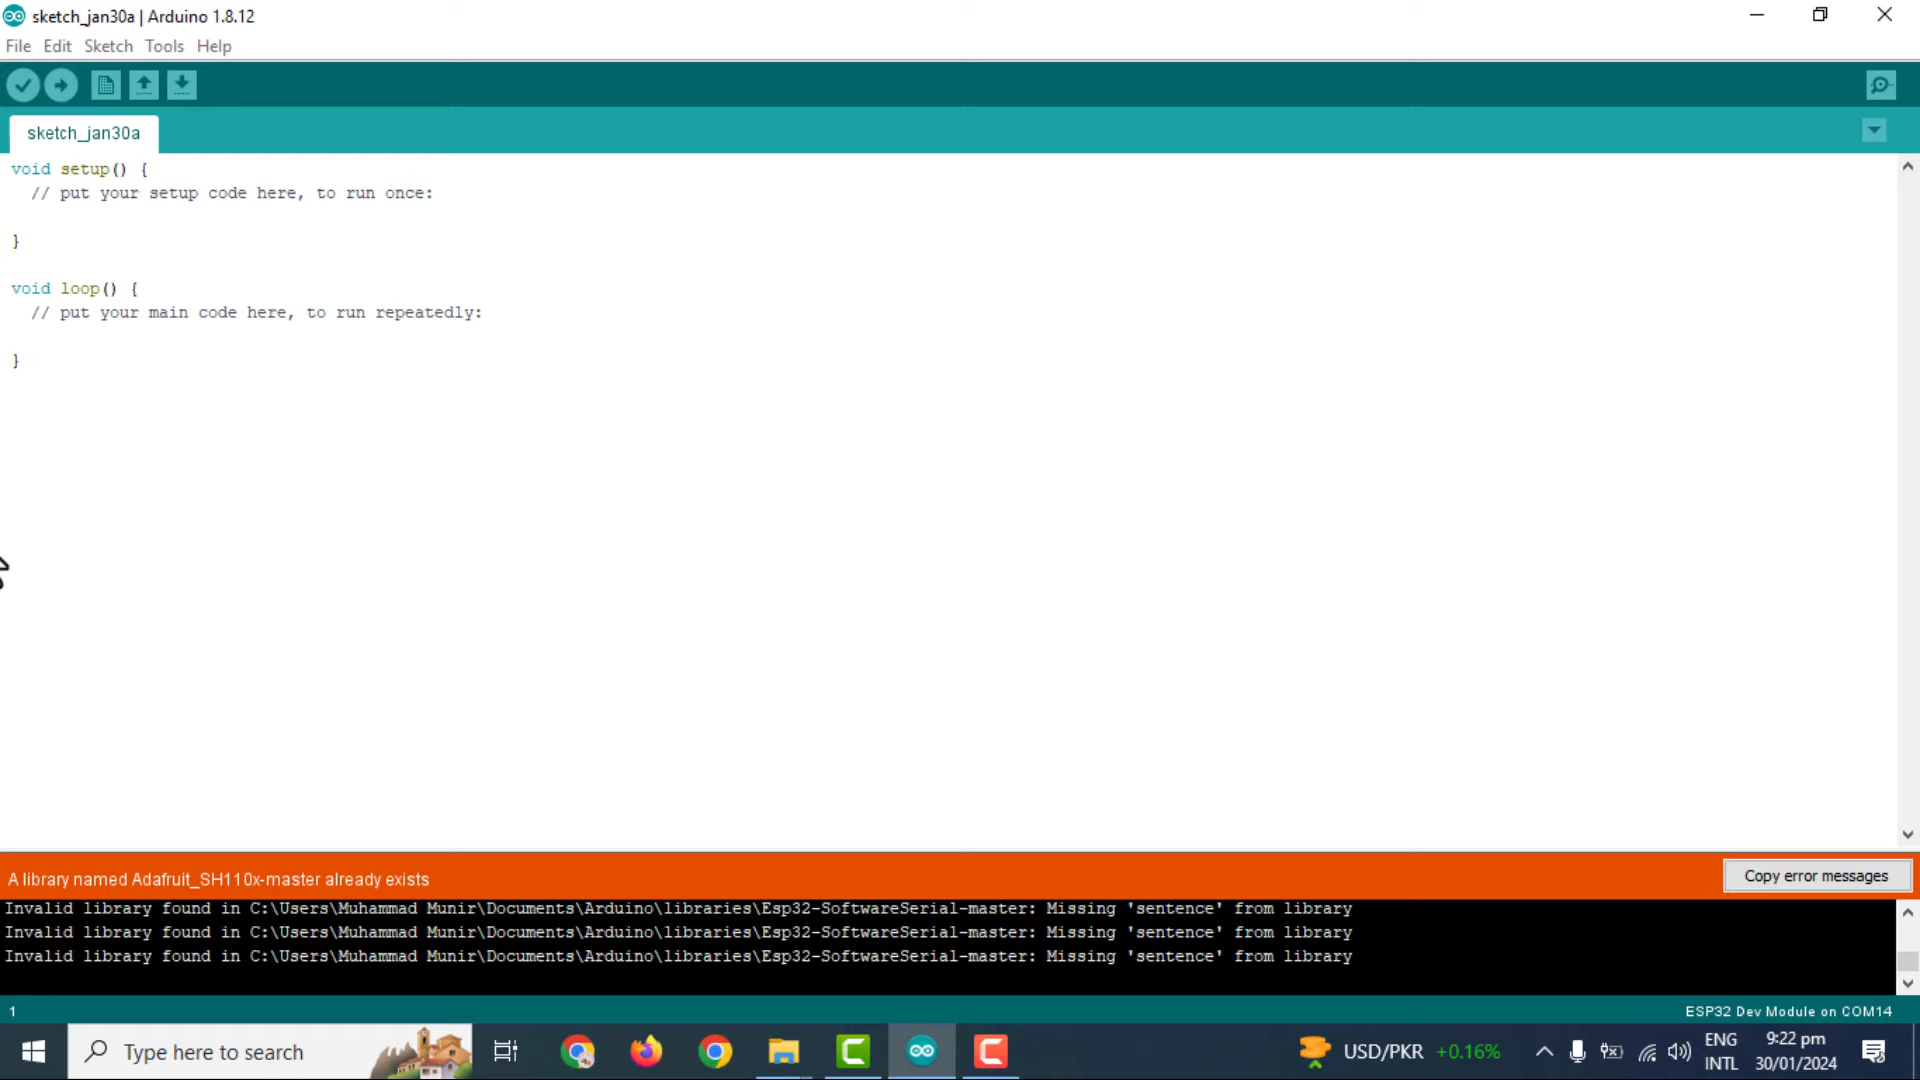 sketch_jan30a | Arduino 1.8.12
File Edit Sketch Tools Help
sketch_jan30a
void setup() {
// put your setup code here, to run once:
}
void loop() {
// put your main code here, to run repeatedly:
}
A library named Adafruit_SH110x-master already exists
Copy error messages
Invalid library found in C:\Users\Muhammad Munir\Documents\Arduino\libraries\Esp32-SoftwareSerial-master: Missing 'sentence' from library
Invalid library found in C:\Users\Muhammad Munir\Documents\Arduino\libraries\Esp32-SoftwareSerial-master: Missing 'sentence' from library
Invalid library found in C:\Users\Muhammad Munir\Documents\Arduino\libraries\Esp32-SoftwareSerial-master: Missing 'sentence' from library
1
ESP32 Dev Module on COM14
Type here to search
USD/PKR +0.16%
ENG
INTL
9:22 pm
30/01/2024